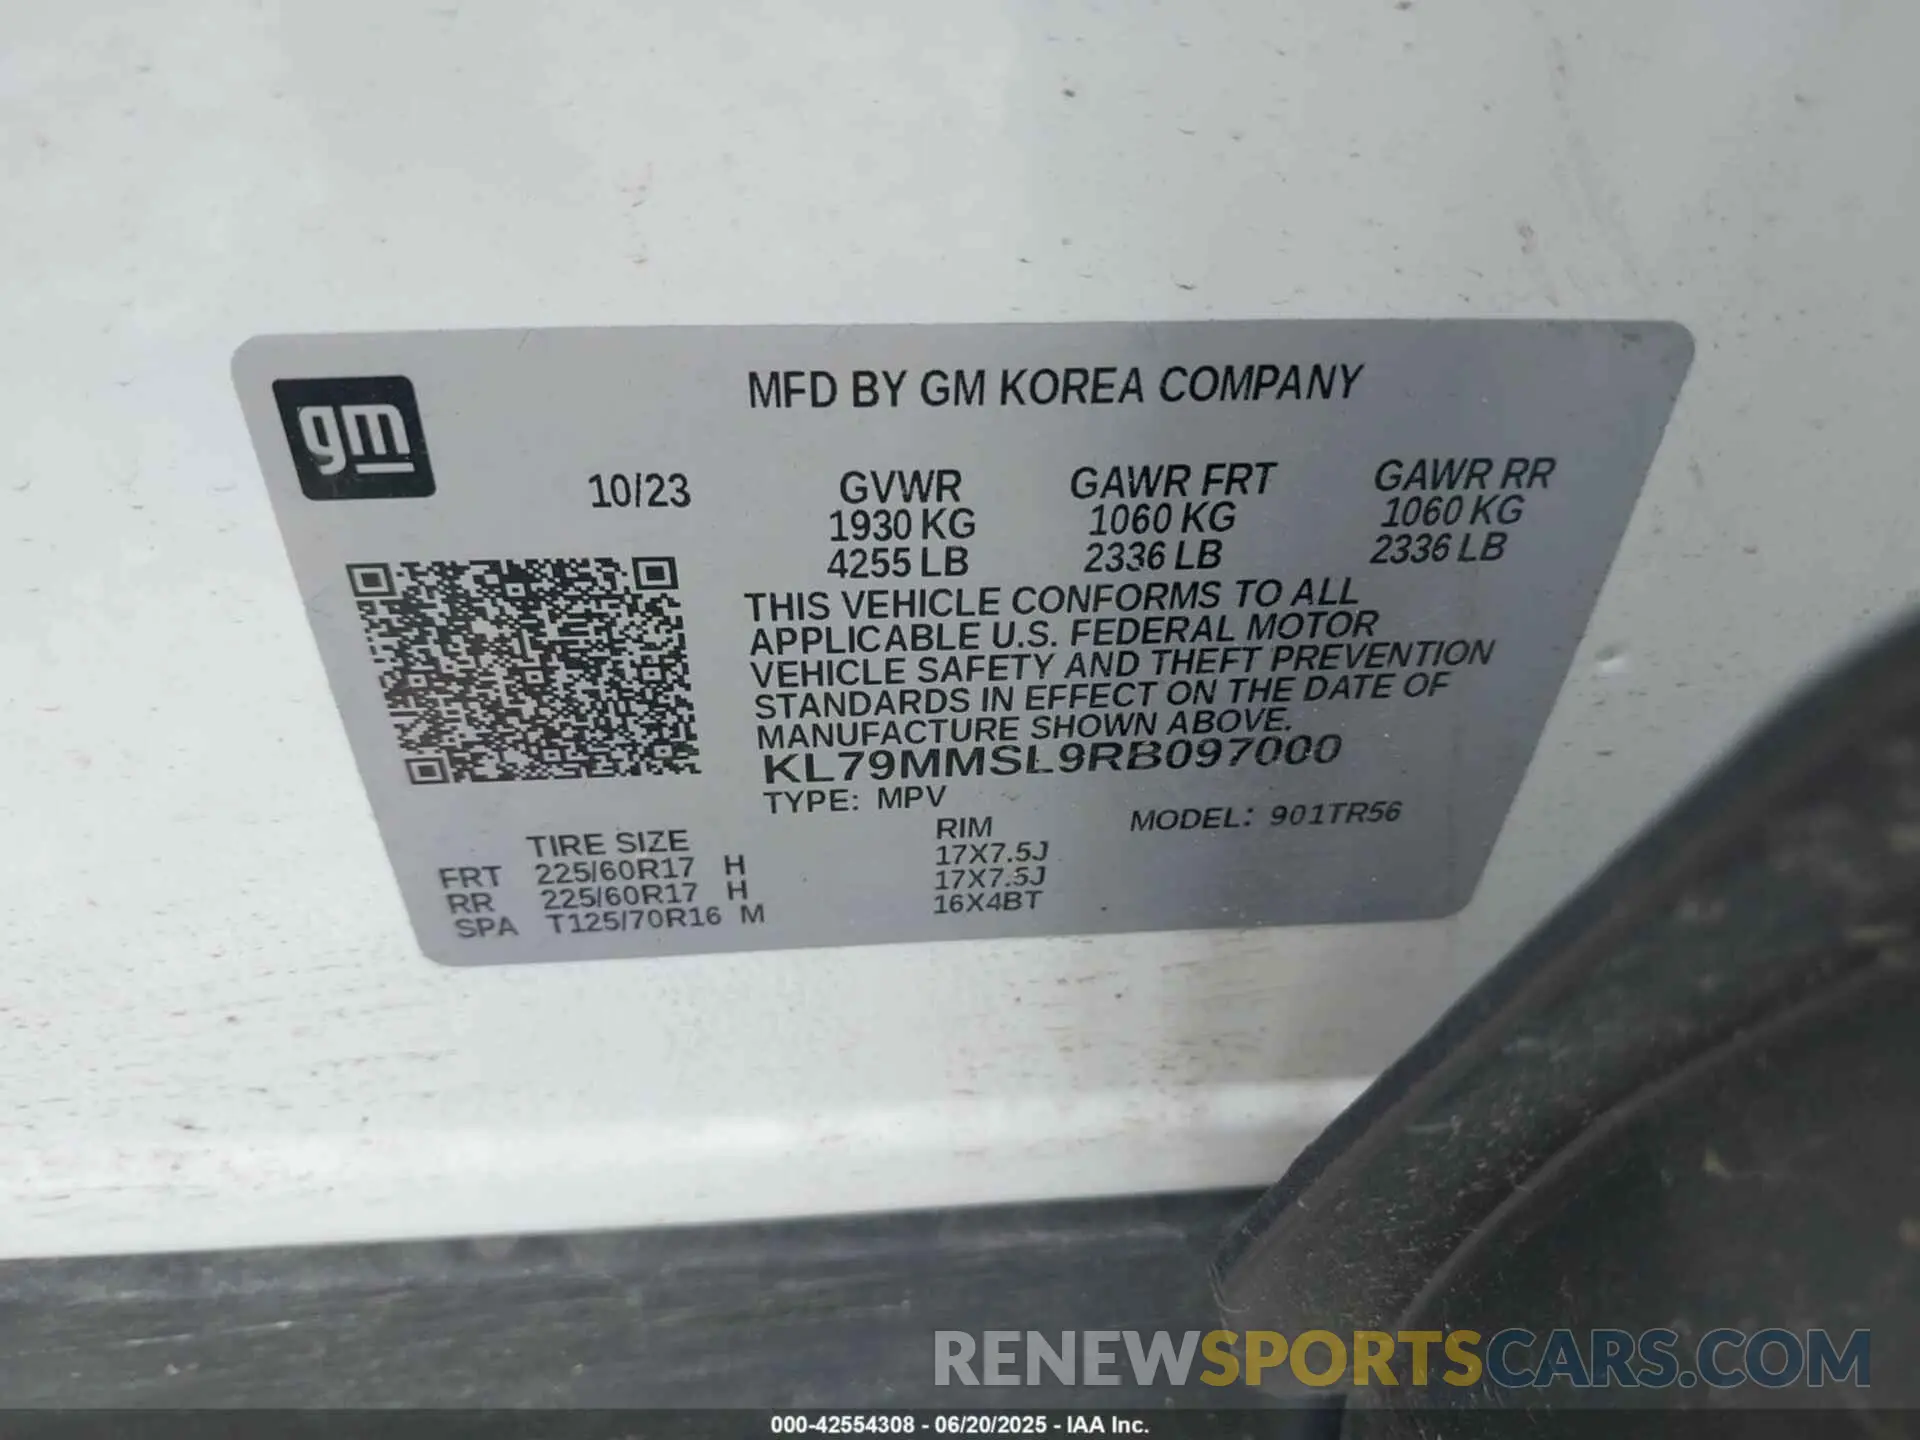 gm
MFD BY GM KOREA COMPANY
10/23 GVWR GAWR FRT GAWR RR
1930 KG 1060 KG 1060 KG
4255 LB 2336 LB 2336 LB
THIS VEHICLE CONFORMS TO ALL
APPLICABLE U.S. FEDERAL MOTOR
VEHICLE SAFETY AND THEFT PREVENTION
STANDARDS IN EFFECT ON THE DATE OF
MANUFACTURE SHOWN ABOVE.
KL79MMSL9RB097000
TYPE: MPV MODEL: 901TR56
TIRE SIZE RIM
FRT 225/60R17 H 17X7.5J
RR 225/60R17 H 17X7.5J
SPA T125/70R16 M 16X4BT
RENEWSPORTSCARS.COM
000-42554308 - 06/20/2025 - IAA Inc.